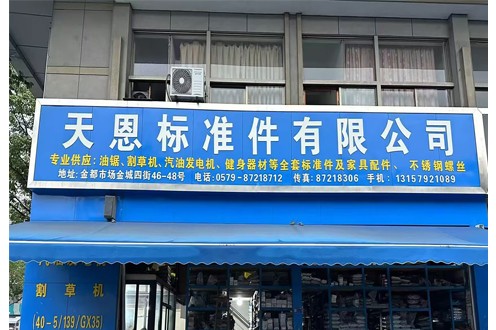 天恩标准件有限公司
专业供应:油锯、割草机、汽油发电机、健身器材等全套标准件及家具配件、 不锈钢螺丝
地址:金都市场金城四街46-48号 电话:0579-87218712 传真:87218306 手机:13157921089
割草机
(40-5/139/GX35)